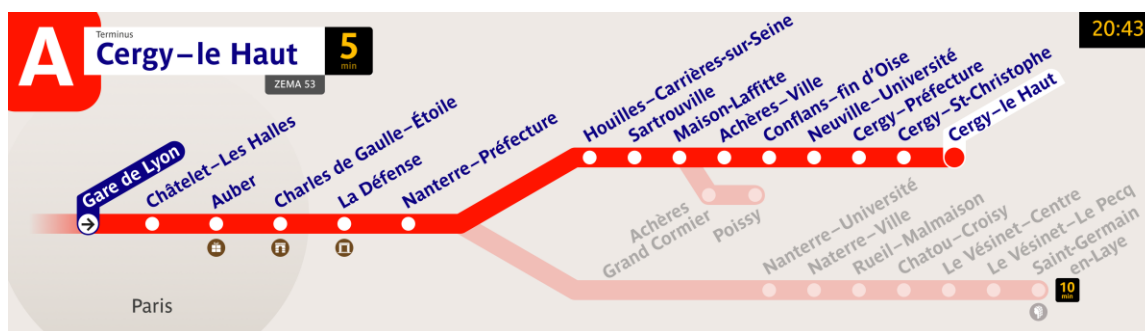 A
Terminus
Cergy–le Haut
5
min
ZEMA 53
20:43
Gare de Lyon
Châtelet–Les Halles
Auber
Charles de Gaulle–Étoile
La Défense
Nanterre–Préfecture
Houilles–Carrières-sur-Seine
Sartrouville
Maison-Laffitte
Achères–Ville
Conflans–fin d'Oise
Neuville–Université
Cergy–Préfecture
Cergy–St-Christophe
Cergy–le Haut
Achères
Grand Cormier
Poissy
Nanterre–Université
Naterre–Ville
Rueil–Malmaison
Chatou–Croisy
Le Vésinet–Centre
Le Vésinet–Le Pecq
Saint-Germain
en-Laye
10
min
Paris